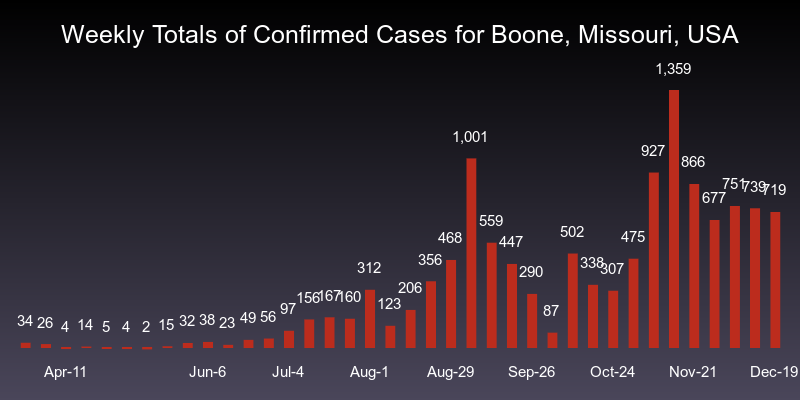 Weekly Totals of Confirmed Cases for Boone, Missouri, USA
34 26 4 14 5 4 2 15 32 38 23 49 56 97 156 167 160 312 123 206 356 468 1,001 559 447 290 87 502 338 307 475 927 1,359 866 677 751 739 719
Apr-11 Jun-6 Jul-4 Aug-1 Aug-29 Sep-26 Oct-24 Nov-21 Dec-19